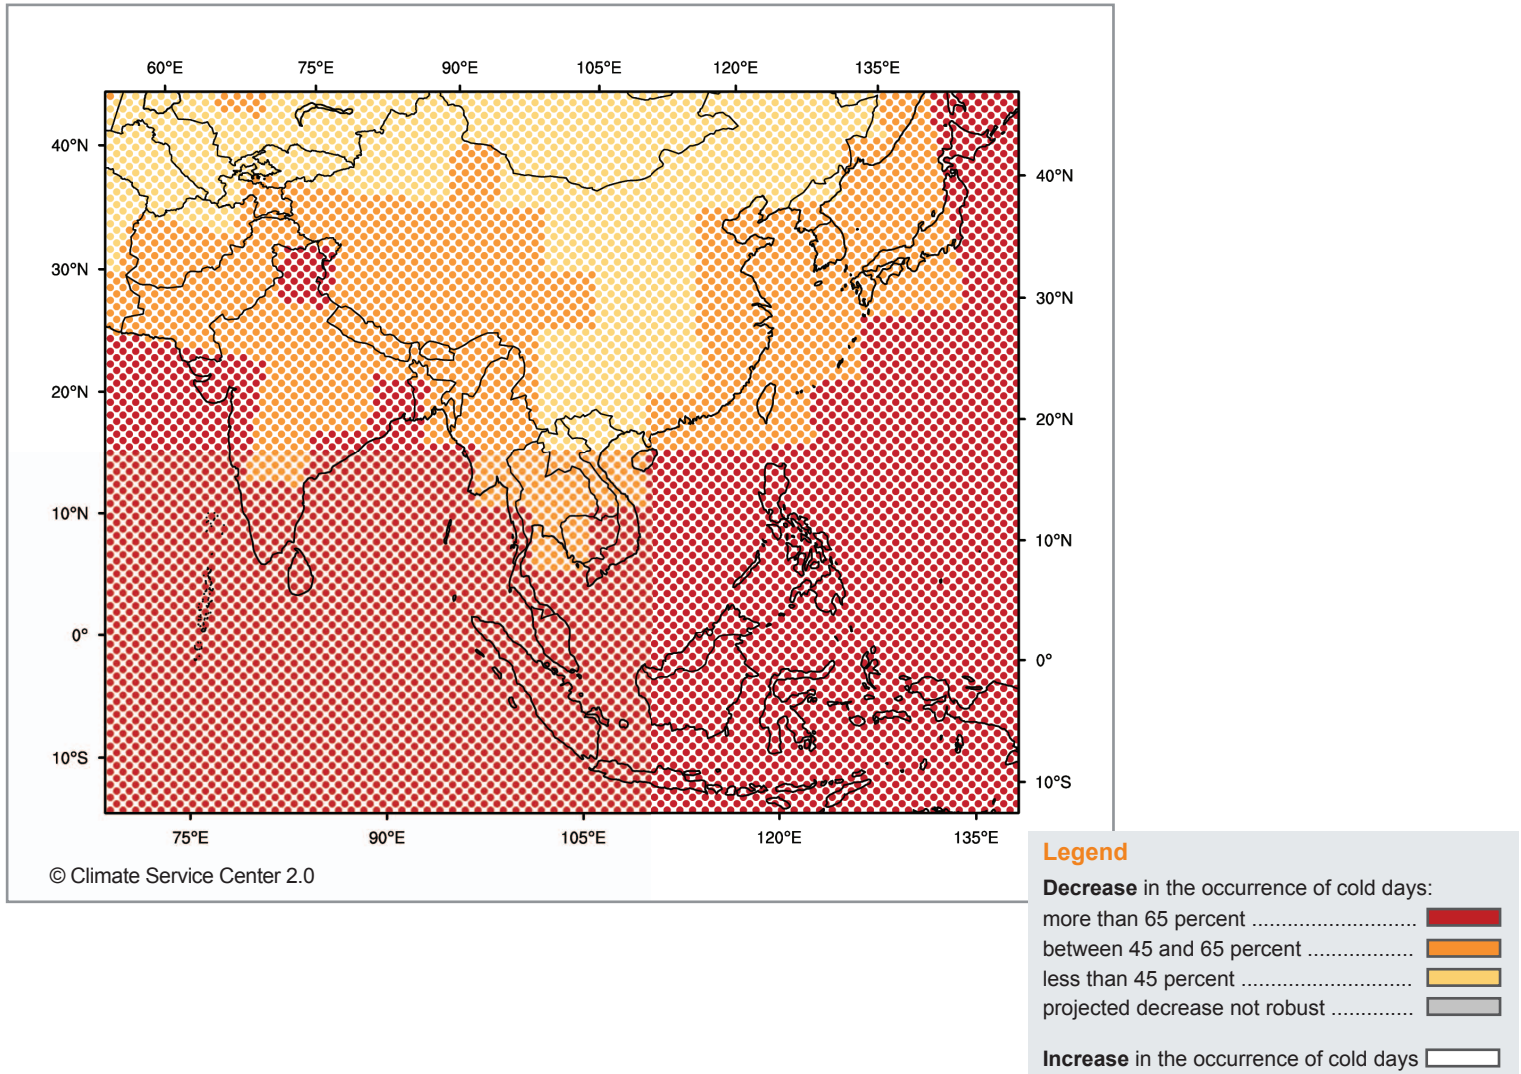 60°E 75°E 90°E 105°E 120°E 135°E
40°N
40°N
30°N
30°N
20°N
20°N
10°N
10°N
0°
0°
10°S
10°S
75°E 90°E 105°E 120°E 135°E
© Climate Service Center 2.0
Legend
Decrease in the occurrence of cold days:
more than 65 percent ............................
between 45 and 65 percent ..................
less than 45 percent .............................
projected decrease not robust ..............
Increase in the occurrence of cold days